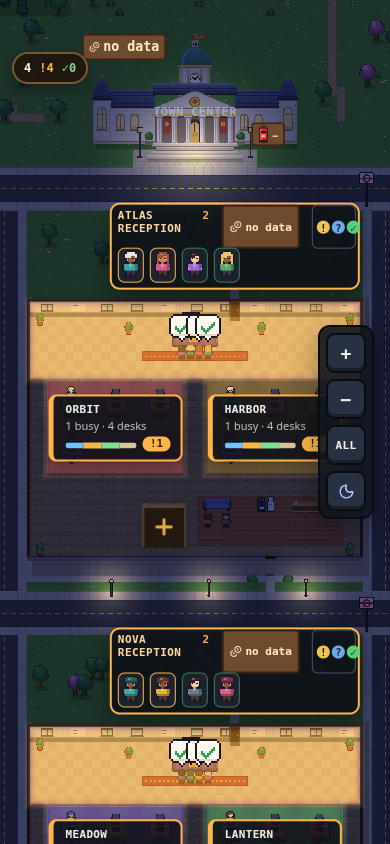 no data
4 !4 ✓0
TOWN CENTER
ATLAS 2
RECEPTION
no data
! ? ✓
+
−
ALL
ORBIT
1 busy · 4 desks
!1
HARBOR
1 busy · 4 desks
+
NOVA 2
RECEPTION
no data
! ? ✓
MEADOW
LANTERN